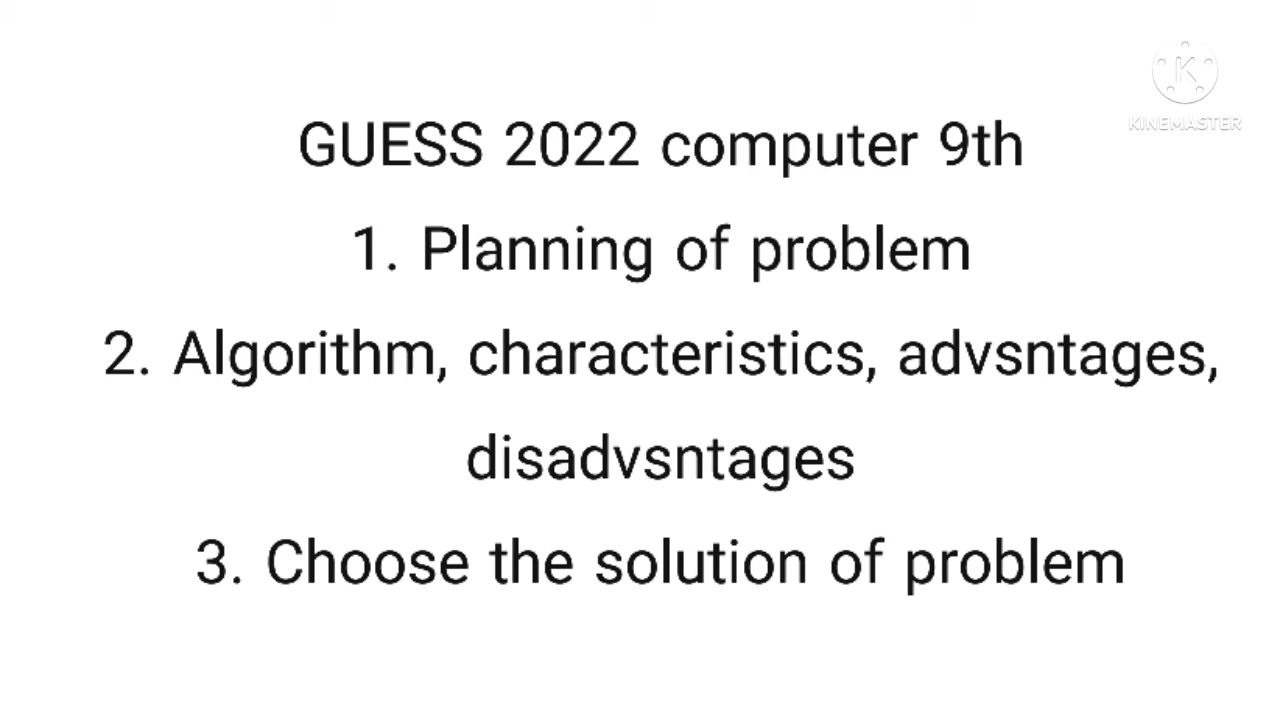 KINEMASTER
GUESS 2022 computer 9th
1. Planning of problem
2. Algorithm, characteristics, advsntages,
disadvsntages
3. Choose the solution of problem